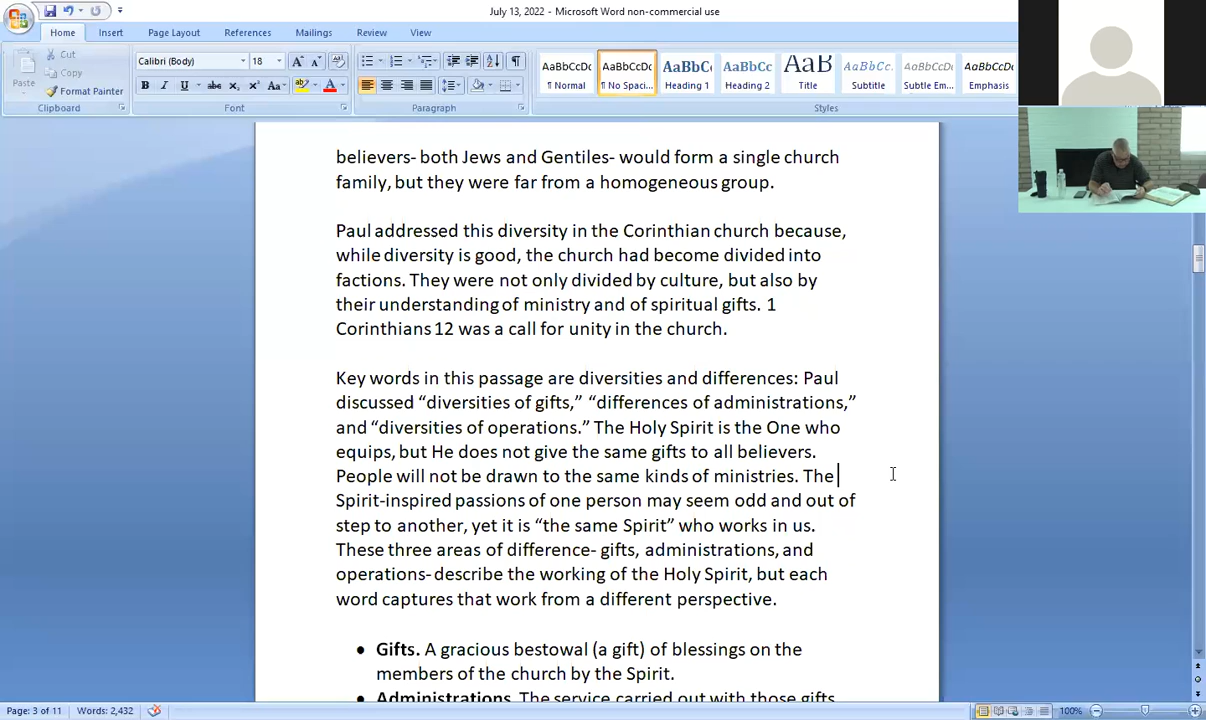 July 13, 2022 - Microsoft Word non-commercial use
Home Insert Page Layout References Mailings Review View
Cut
Copy
Paste
Format Painter
Calibri (Body) 18
AaBbCcDc AaBbCcDc AaBbC AaBbCc AaB AaBbCc. AaBbCcDc AaBbCcDc
¶ Normal ¶ No Spaci... Heading 1 Heading 2 Title Subtitle Subtle Em... Emphasis
Clipboard Font Paragraph Styles
believers- both Jews and Gentiles- would form a single church
family, but they were far from a homogeneous group.
Paul addressed this diversity in the Corinthian church because,
while diversity is good, the church had become divided into
factions. They were not only divided by culture, but also by
their understanding of ministry and of spiritual gifts. 1
Corinthians 12 was a call for unity in the church.
Key words in this passage are diversities and differences: Paul
discussed “diversities of gifts,” “differences of administrations,”
and “diversities of operations.” The Holy Spirit is the One who
equips, but He does not give the same gifts to all believers.
People will not be drawn to the same kinds of ministries. The
Spirit-inspired passions of one person may seem odd and out of
step to another, yet it is “the same Spirit” who works in us.
These three areas of difference- gifts, administrations, and
operations- describe the working of the Holy Spirit, but each
word captures that work from a different perspective.
• Gifts. A gracious bestowal (a gift) of blessings on the
members of the church by the Spirit.
• Administrations. The service carried out with those gifts
Page: 3 of 11 Words: 2,432 100%